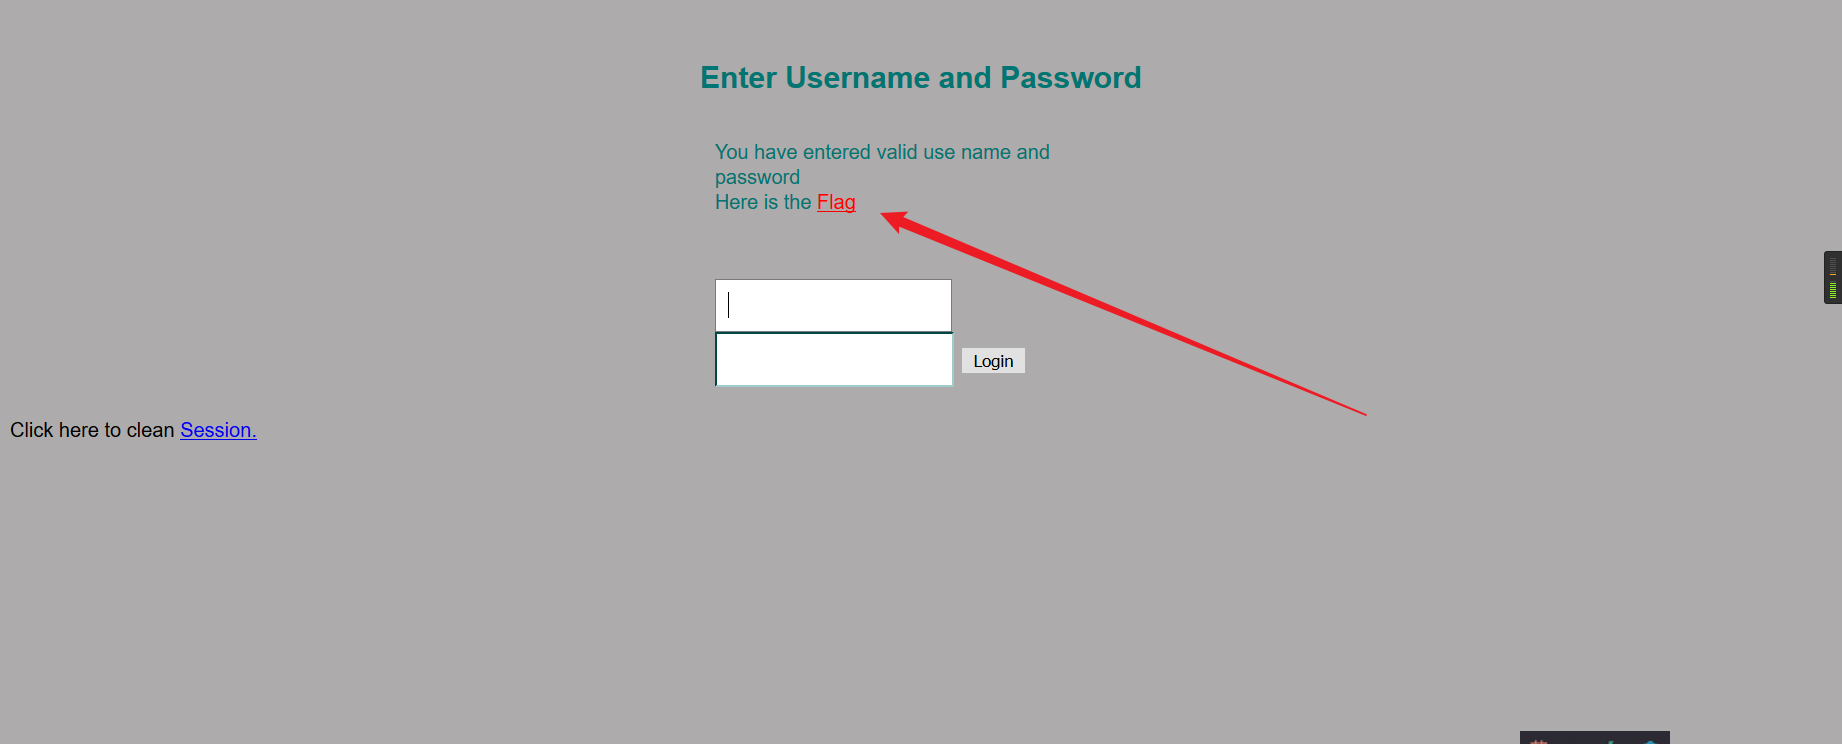 Enter Username and Password
You have entered valid use name and
password
Here is the Flag
Login
Click here to clean Session.